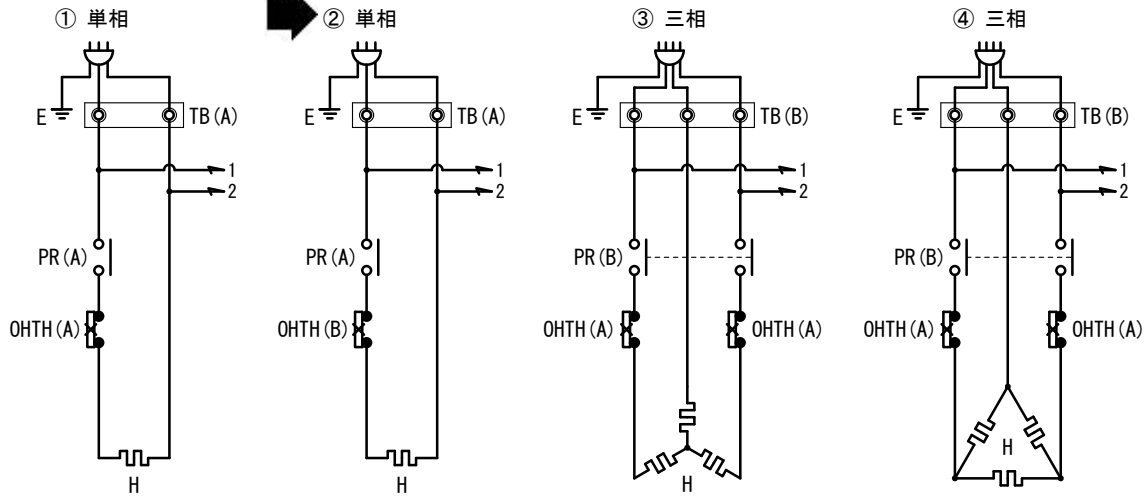 ① 単相 ② 単相 ③ 三相 ④ 三相
E TB(A) E TB(A) E TB(B) E TB(B)
1 1 1 1
2 2 2 2
PR(A) PR(A) PR(B) PR(B)
OHTH(A) OHTH(B) OHTH(A) OHTH(A) OHTH(A) OHTH(A)
H H H H